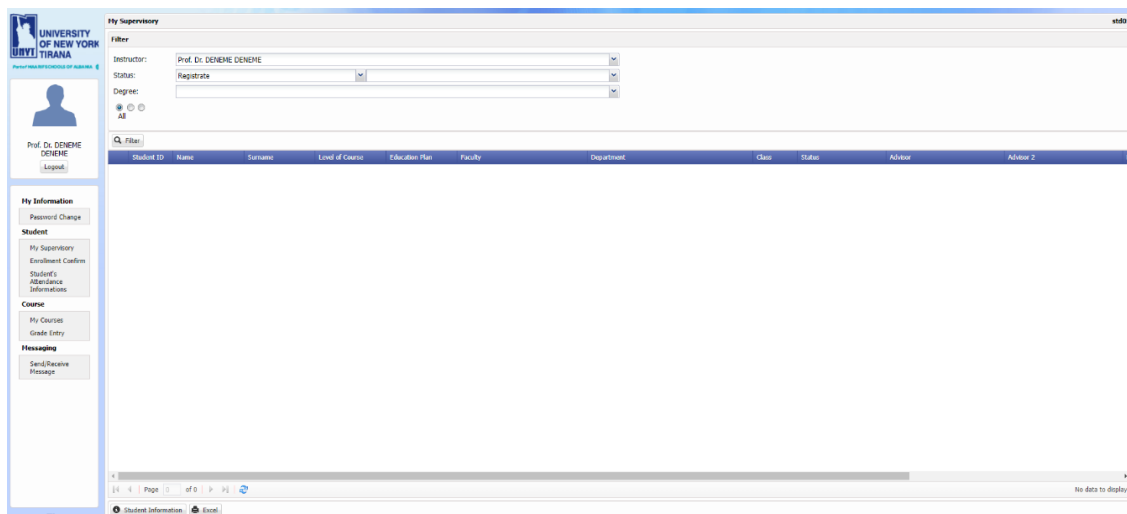 UNIVERSITY
OF NEW YORK
TIRANA
UNYT
My Supervisory
std0
Filter
Instructor: Prof. Dr. DENEME DENEME
Status: Registrate
Degree:
All
Filter
Student ID Name Surname Level of Course Education Plan Faculty Department Class Status Advisor Advisor 2
Prof. Dr. DENEME
DENEME
Logout
My Information
Password Change
Student
My Supervisory
Enrollment Confirm
Student's
Attendance
Informations
Course
My Courses
Grade Entry
Messaging
Send/Receive
Message
Page 0 of 0
No data to display
Student Information Excel